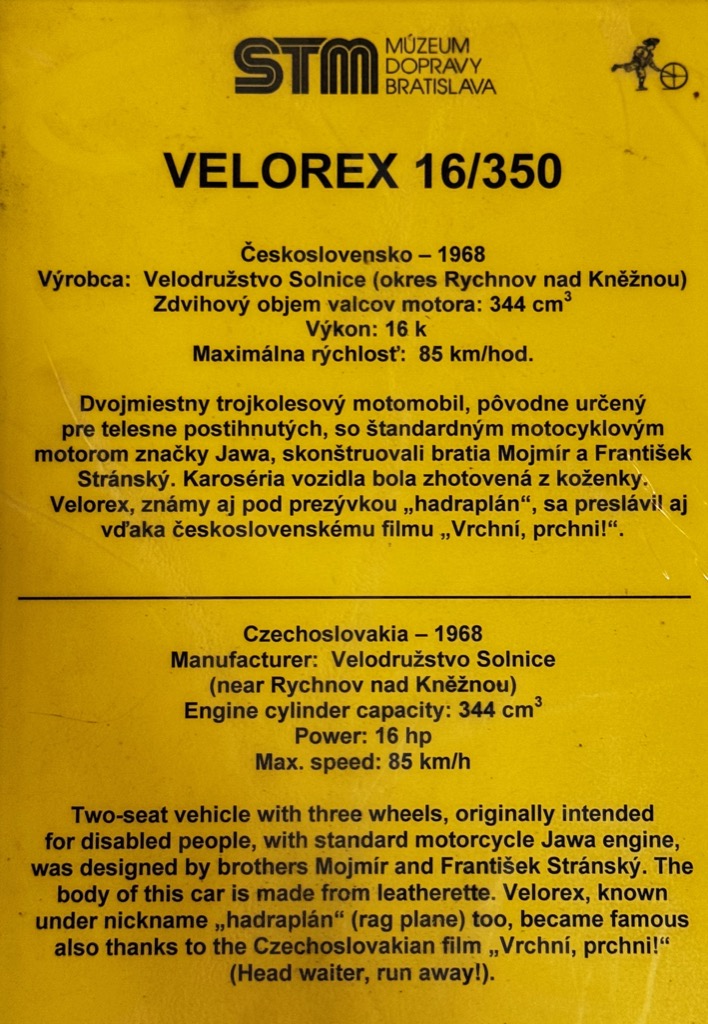 STM MÚZEUM
DOPRAVY
BRATISLAVA
VELOREX 16/350
Československo – 1968
Výrobca: Velodružstvo Solnice (okres Rychnov nad Kněžnou)
Zdvihový objem valcov motora: 344 cm³
Výkon: 16 k
Maximálna rýchlosť: 85 km/hod.
Dvojmiestny trojkolesový motomobil, pôvodne určený
pre telesne postihnutých, so štandardným motocyklovým
motorom značky Jawa, skonštruovali bratia Mojmír a František
Stránský. Karoséria vozidla bola zhotovená z koženky.
Velorex, známy aj pod prezývkou „hadraplán“, sa preslávil aj
vďaka československému filmu „Vrchní, prchni!“.
Czechoslovakia – 1968
Manufacturer: Velodružstvo Solnice
(near Rychnov nad Kněžnou)
Engine cylinder capacity: 344 cm³
Power: 16 hp
Max. speed: 85 km/h
Two-seat vehicle with three wheels, originally intended
for disabled people, with standard motorcycle Jawa engine,
was designed by brothers Mojmír and František Stránský. The
body of this car is made from leatherette. Velorex, known
under nickname „hadraplán“ (rag plane) too, became famous
also thanks to the Czechoslovakian film „Vrchní, prchni!“
(Head waiter, run away!).